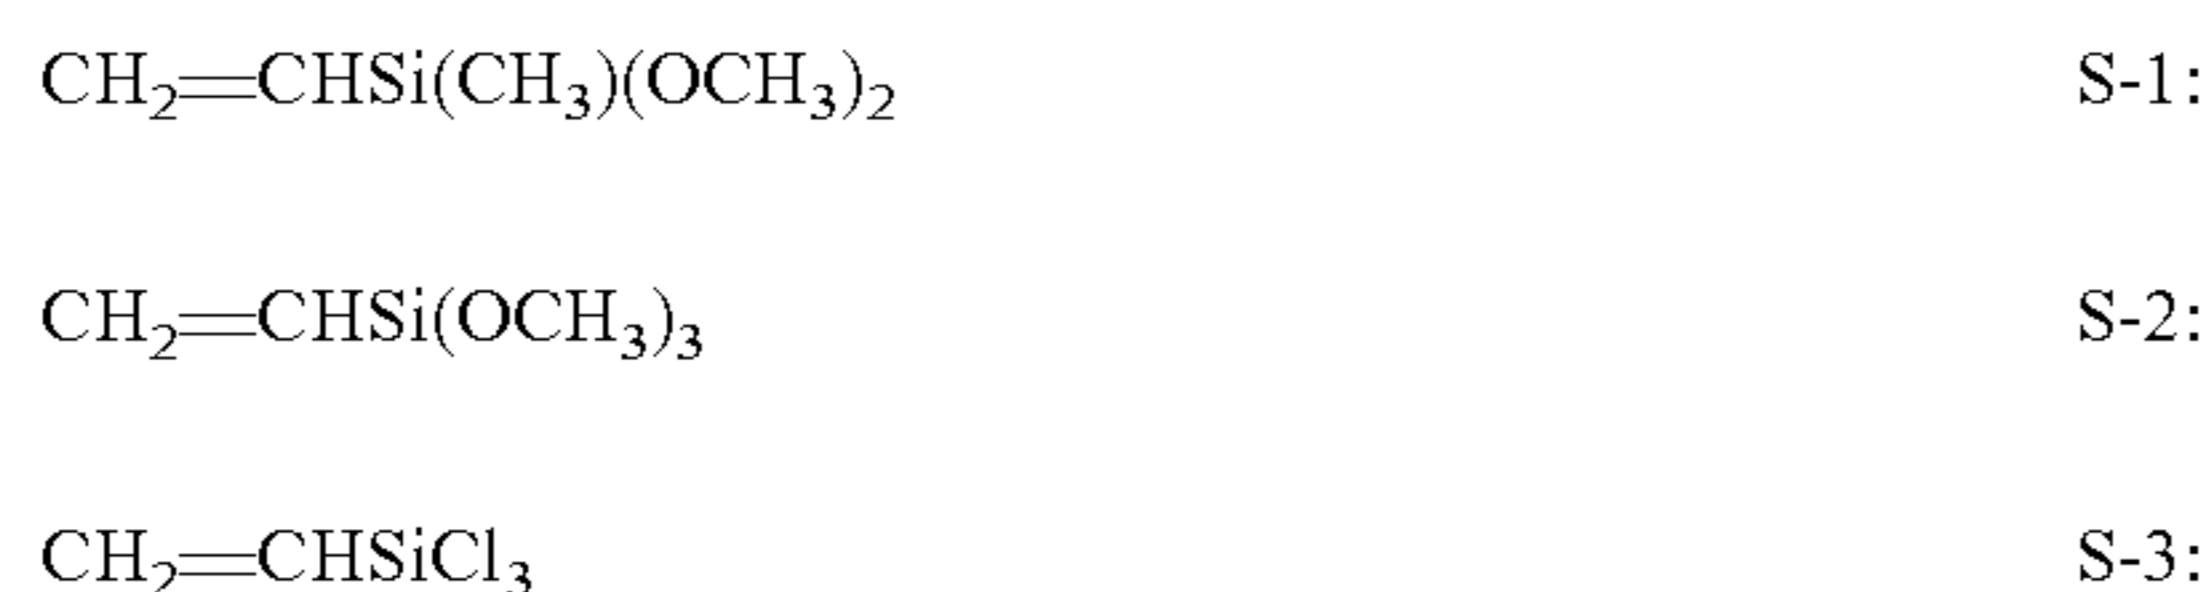 CH₂=CHSi(CH₃)(OCH₃)₂ S-1:
CH₂=CHSi(OCH₃)₃ S-2:
CH₂=CHSiCl₃ S-3: